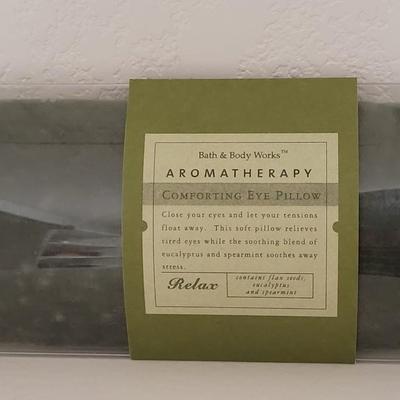 Bath & Body Works™
AROMATHERAPY
COMFORTING EYE PILLOW
Close your eyes and let your tensions
float away. This soft pillow relieves
tired eyes while the soothing blend of
eucalyptus and spearmint soothes away
stress.
Relax
contains flax seeds,
eucalyptus
and spearmint